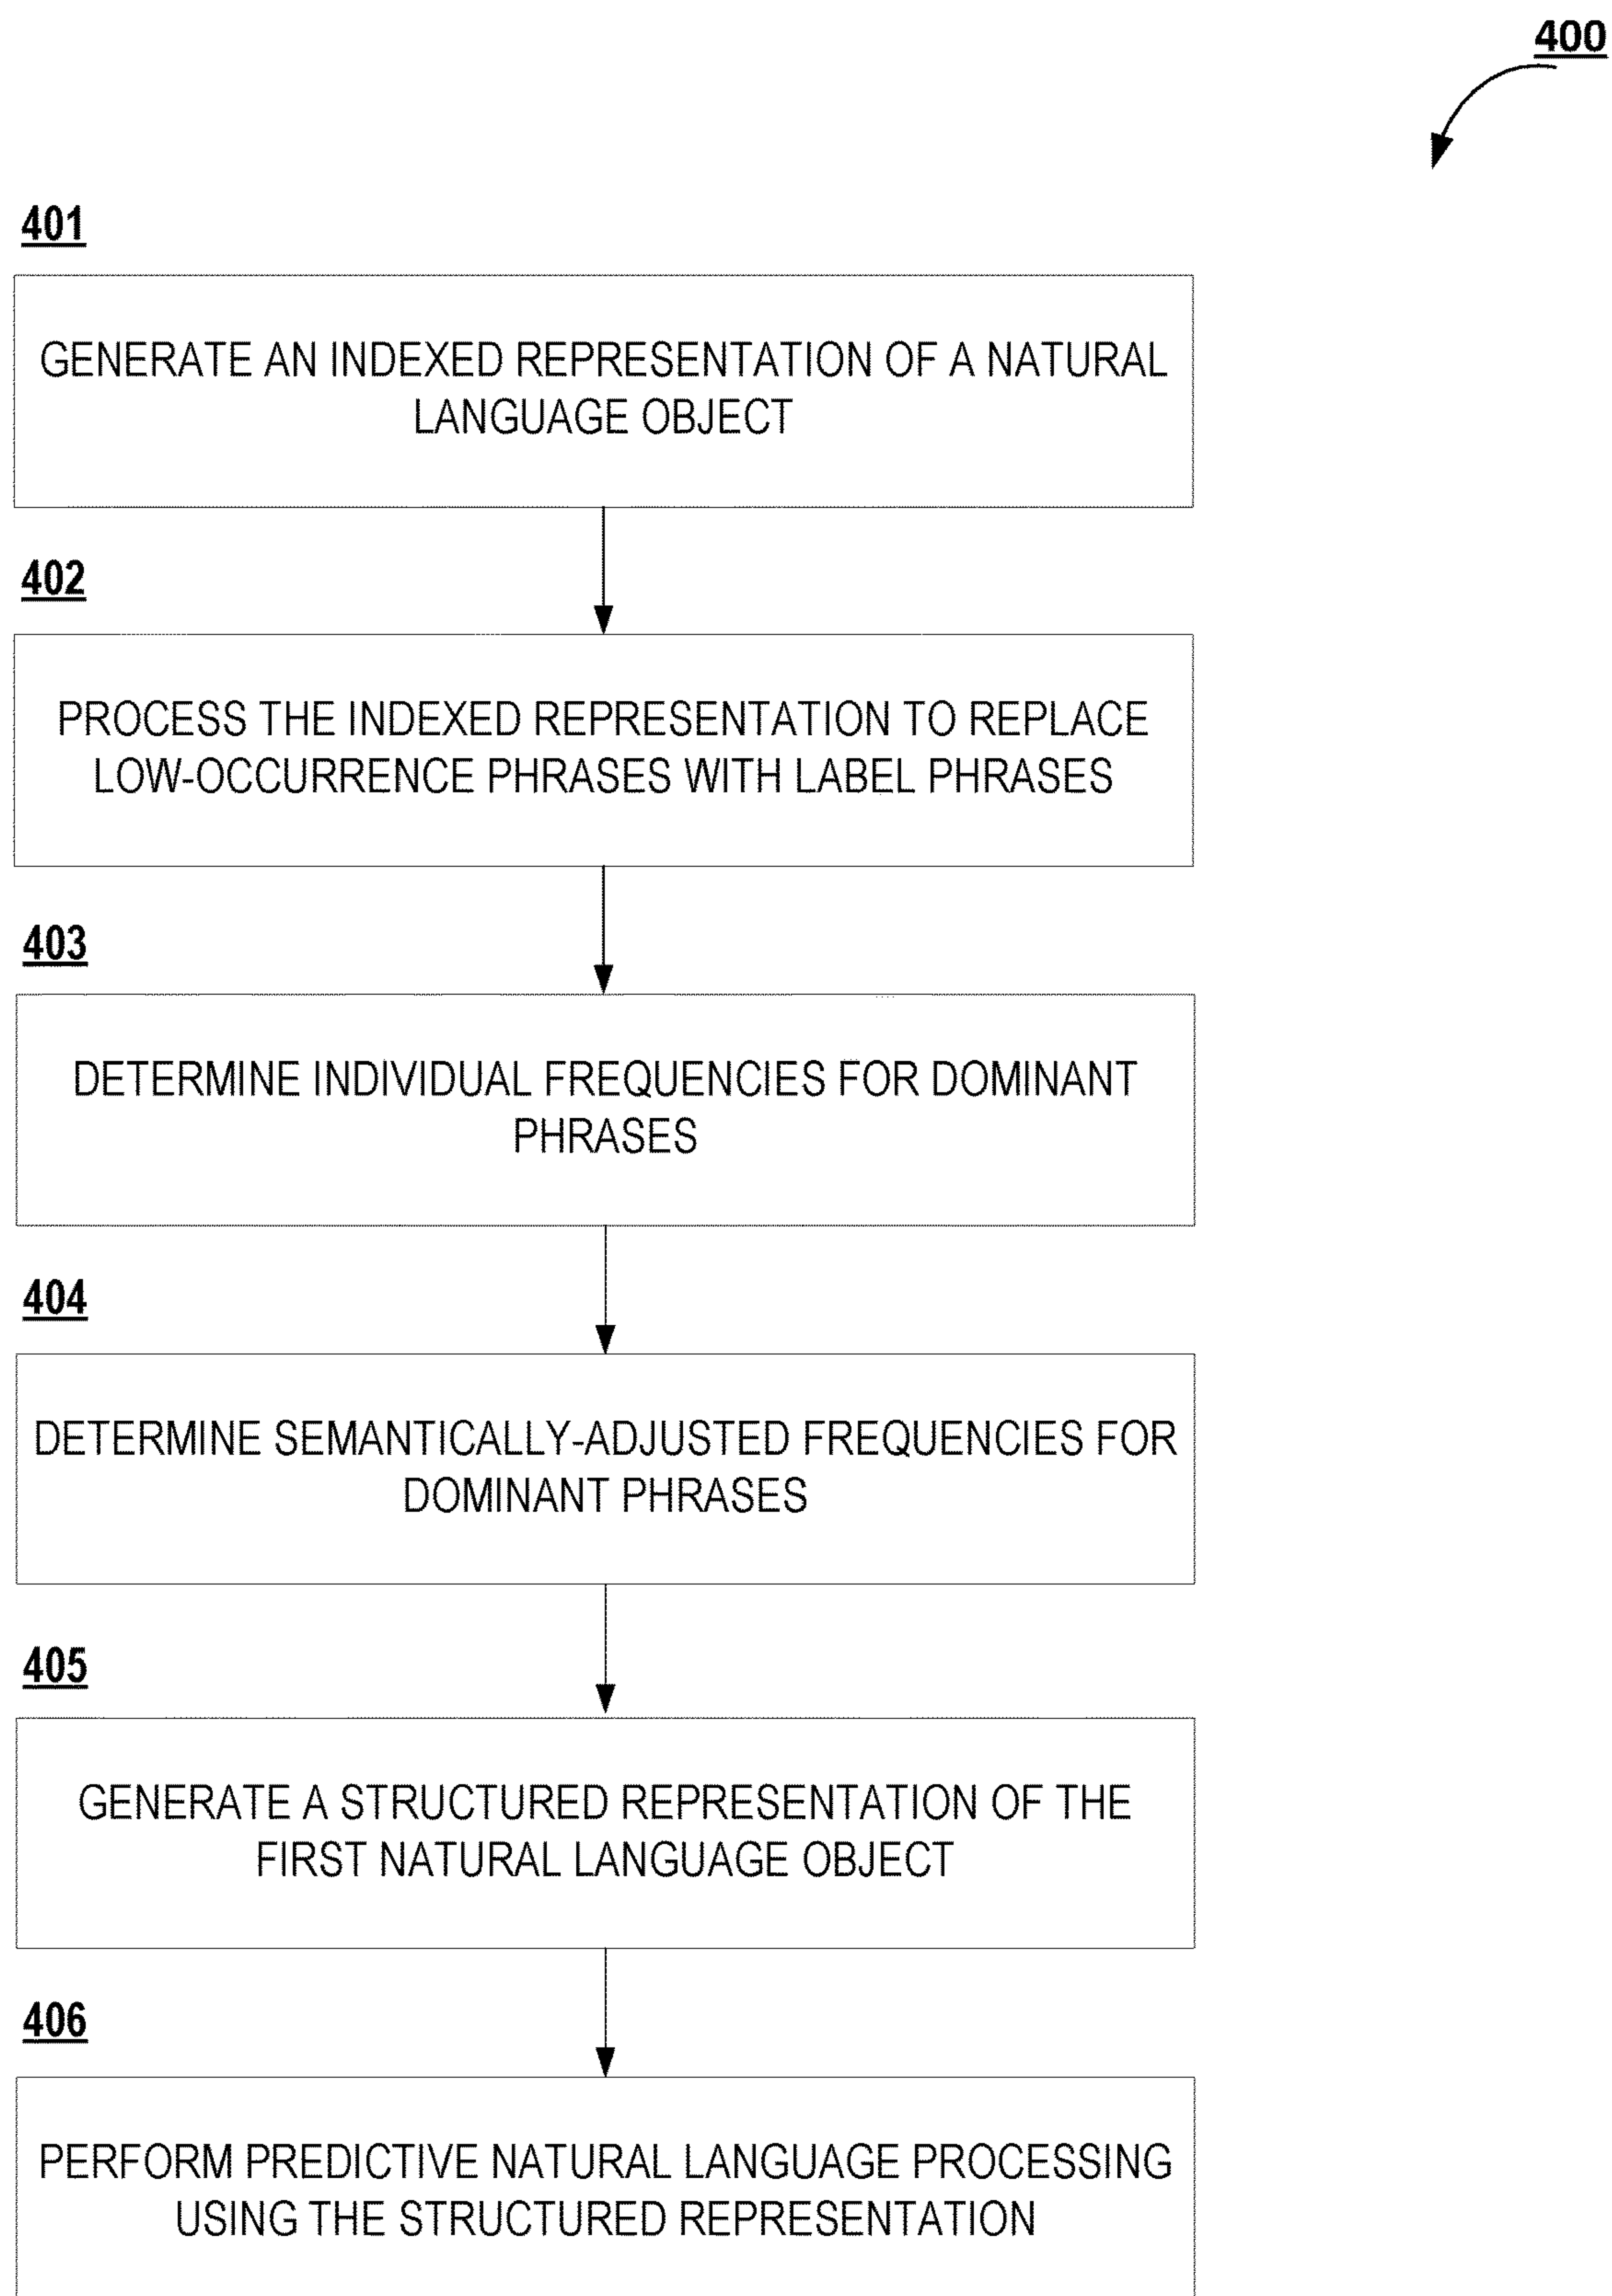 400
401
GENERATE AN INDEXED REPRESENTATION OF A NATURAL
LANGUAGE OBJECT
402
PROCESS THE INDEXED REPRESENTATION TO REPLACE
LOW-OCCURRENCE PHRASES WITH LABEL PHRASES
403
DETERMINE INDIVIDUAL FREQUENCIES FOR DOMINANT
PHRASES
404
DETERMINE SEMANTICALLY-ADJUSTED FREQUENCIES FOR
DOMINANT PHRASES
405
GENERATE A STRUCTURED REPRESENTATION OF THE
FIRST NATURAL LANGUAGE OBJECT
406
PERFORM PREDICTIVE NATURAL LANGUAGE PROCESSING
USING THE STRUCTURED REPRESENTATION